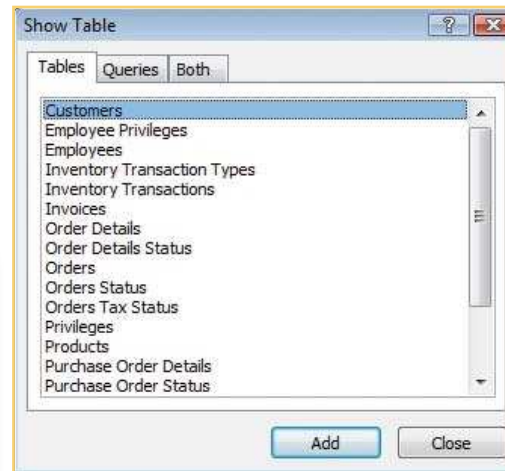 Show Table
?
Tables Queries Both
Customers
Employee Privileges
Employees
Inventory Transaction Types
Inventory Transactions
Invoices
Order Details
Order Details Status
Orders
Orders Status
Orders Tax Status
Privileges
Products
Purchase Order Details
Purchase Order Status
Add Close